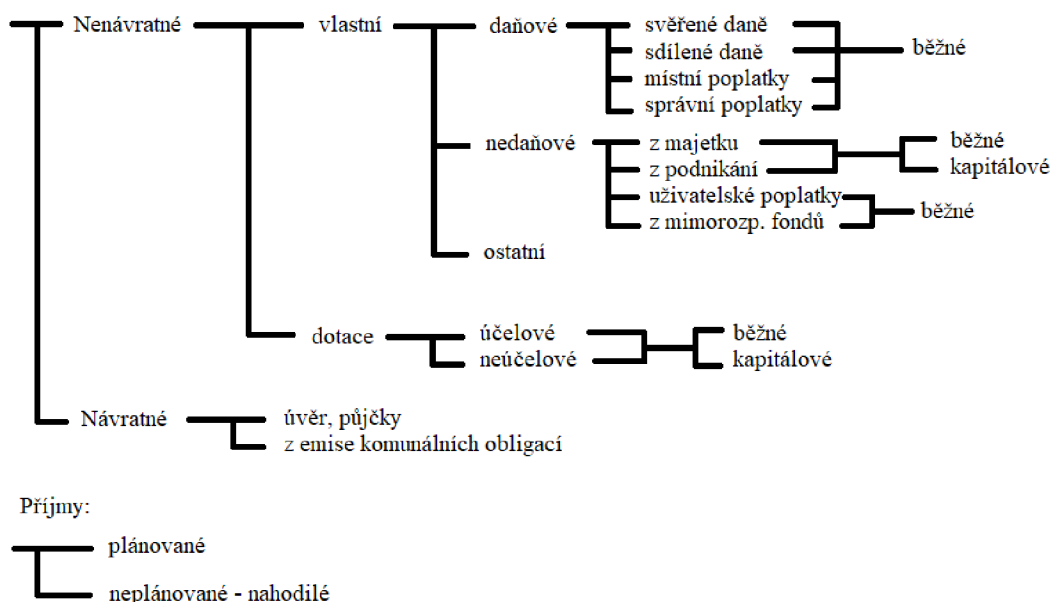 Nenávratné vlastní daňové svěřené daně
sdílené daně běžné
místní poplatky
správní poplatky
nedaňové z majetku běžné
z podnikání kapitálové
uživatelské poplatky
z mimorozp. fondů běžné
ostatní
dotace účelové běžné
neúčelové kapitálové
Návratné úvěr, půjčky
z emise komunálních obligací
Příjmy:
plánované
neplánované - nahodilé